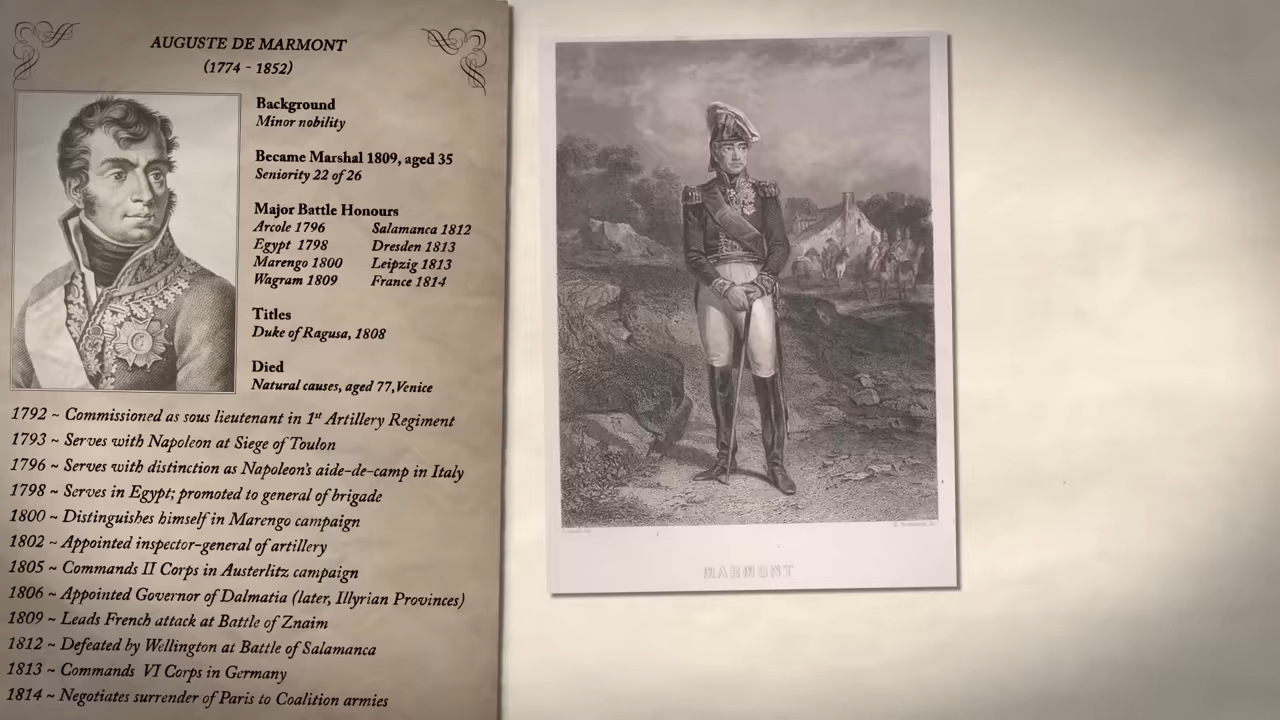 AUGUSTE DE MARMONT
(1774 - 1852)
Background
Minor nobility
Became Marshal 1809, aged 35
Seniority 22 of 26
Major Battle Honours
Arcole 1796 Salamanca 1812
Egypt 1798 Dresden 1813
Marengo 1800 Leipzig 1813
Wagram 1809 France 1814
Titles
Duke of Ragusa, 1808
Died
Natural causes, aged 77, Venice
1792 ~ Commissioned as sous lieutenant in 1st Artillery Regiment
1793 ~ Serves with Napoleon at Siege of Toulon
1796 ~ Serves with distinction as Napoleon's aide-de-camp in Italy
1798 ~ Serves in Egypt; promoted to general of brigade
1800 ~ Distinguishes himself in Marengo campaign
1802 ~ Appointed inspector-general of artillery
1805 ~ Commands II Corps in Austerlitz campaign
1806 ~ Appointed Governor of Dalmatia (later, Illyrian Provinces)
1809 ~ Leads French attack at Battle of Znaim
1812 ~ Defeated by Wellington at Battle of Salamanca
1813 ~ Commands VI Corps in Germany
1814 ~ Negotiates surrender of Paris to Coalition armies
MARMONT